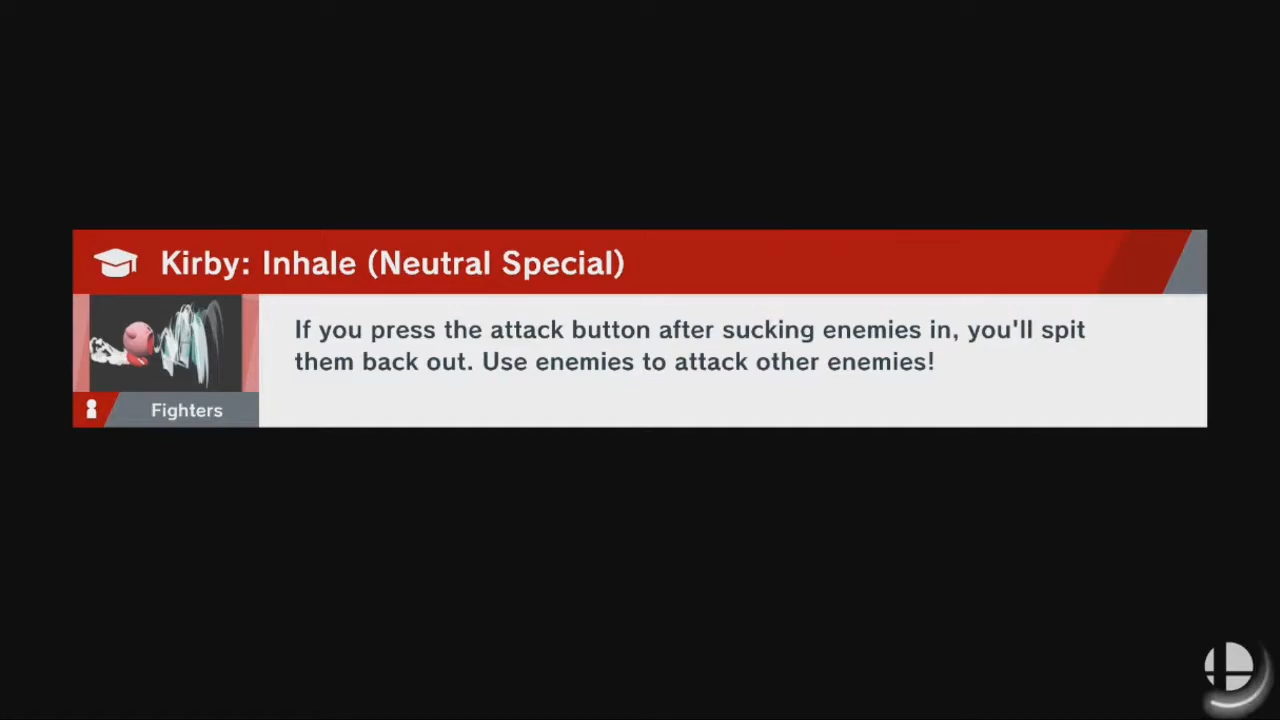 Kirby: Inhale (Neutral Special)
If you press the attack button after sucking enemies in, you'll spit
them back out. Use enemies to attack other enemies!
Fighters